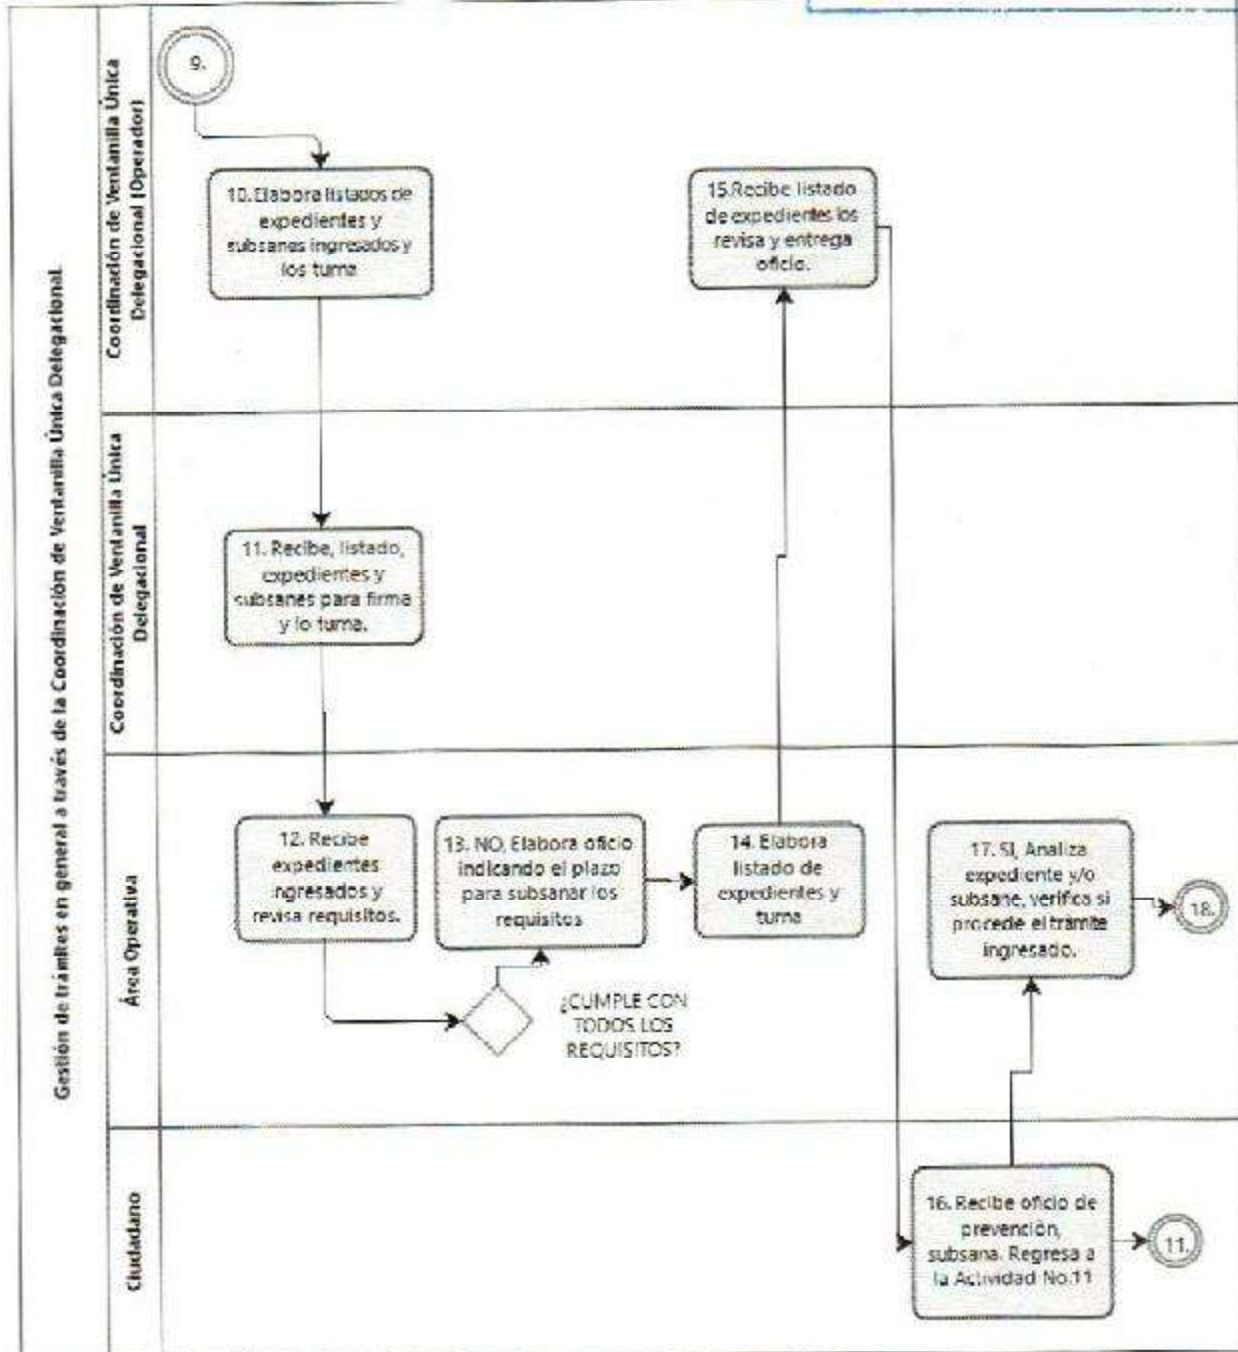 Gestión de trámites en general a través de la Coordinación de Ventanilla Única Delegacional.
Coordinación de Ventanilla Única
Delegacional (Operador)
9.
10. Elabora listados de
expedientes y
subsanes ingresados y
los turna
15.Recibe listado
de expedientes los
revisa y entrega
oficio.
Coordinación de Ventanilla Única
Delegacional
11. Recibe, listado,
expedientes y
subsanes para firma
y lo turna.
Área Operativa
12. Recibe
expedientes
ingresados y
revisa requisitos.
13. NO, Elabora oficio
indicando el plazo
para subsanar los
requisitos
14. Elabora
listado de
expedientes y
turna
17. SI, Analiza
expediente y/o
subsane, verifica si
procede el trámite
ingresado.
18.
¿CUMPLE CON
TODOS LOS
REQUISITOS?
Ciudadano
16. Recibe oficio de
prevención,
subsana. Regresa a
la Actividad No.11
11.